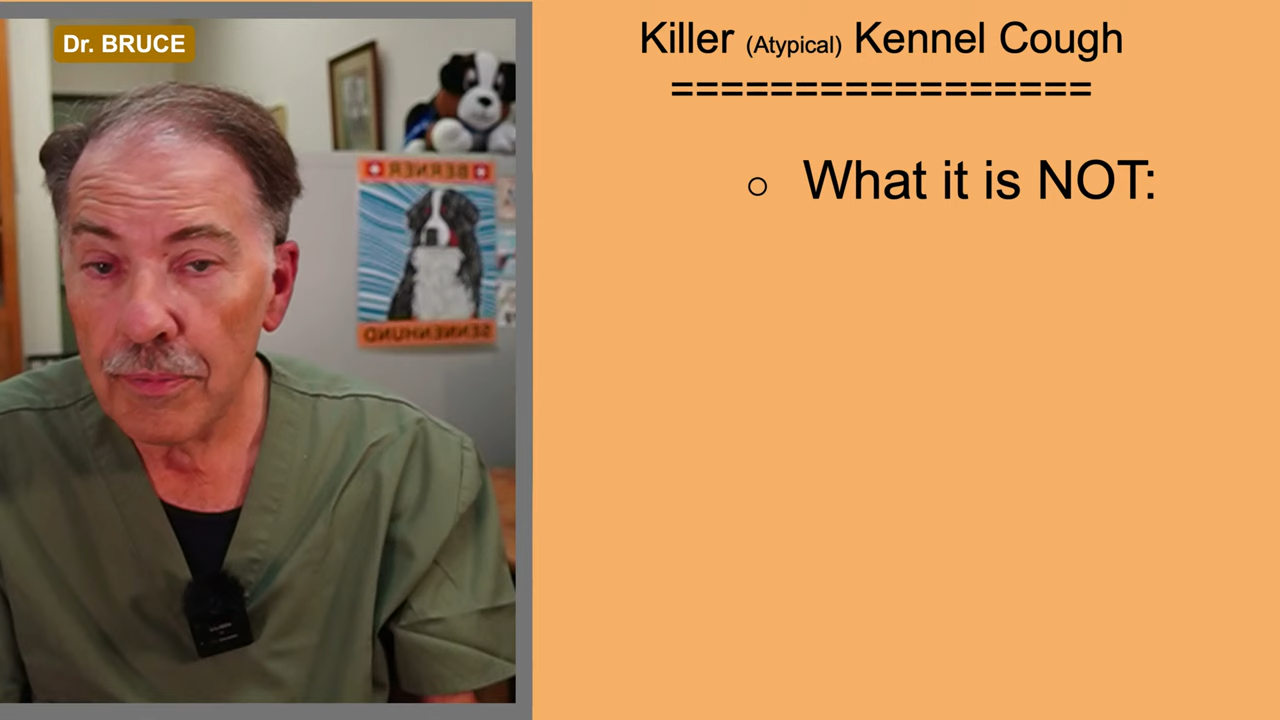 Dr. BRUCE
Killer (Atypical) Kennel Cough
=================
○ What it is NOT:
BERNER
SENNENHUND